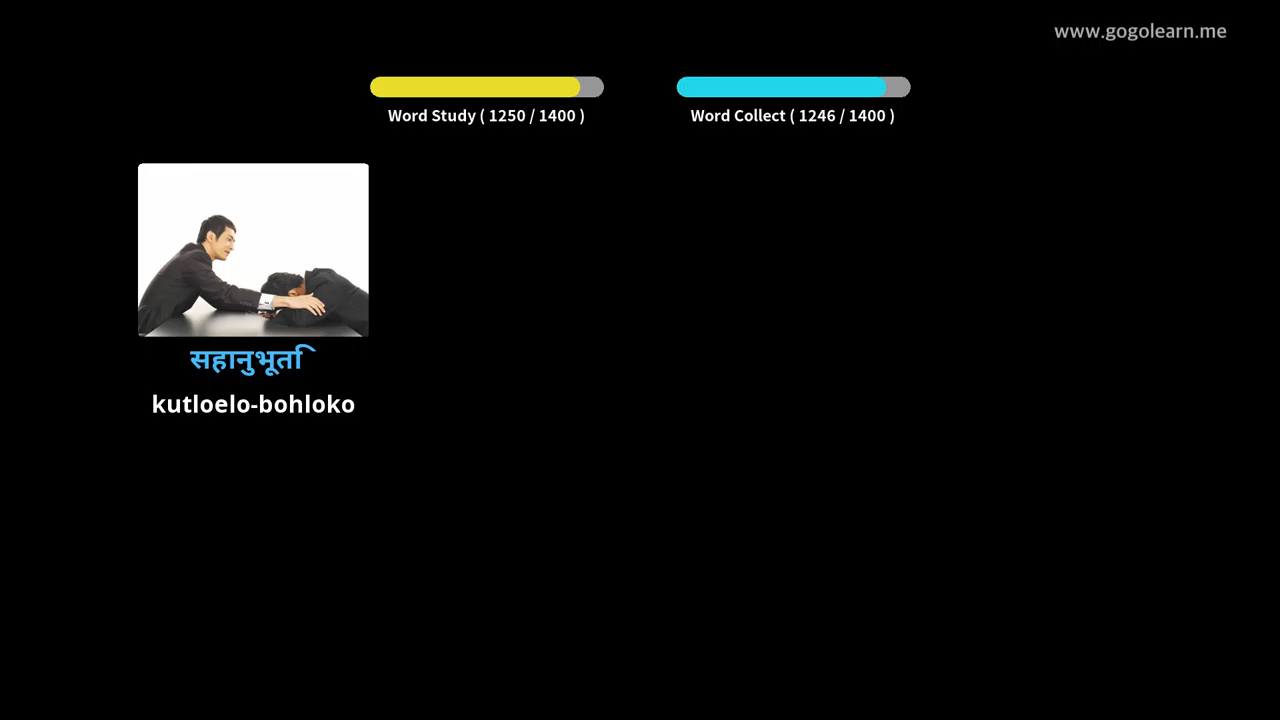 www.gogolearn.me
Word Study ( 1250 / 1400 )
Word Collect ( 1246 / 1400 )
सहानुभूति
kutloelo-bohloko